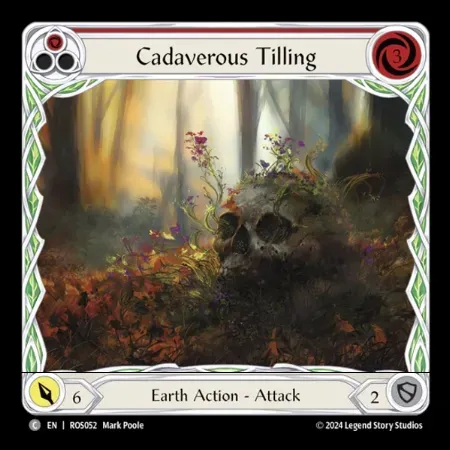 Cadaverous Tilling
3
6
Earth Action - Attack
2
C EN | ROS052 Mark Poole
© 2024 Legend Story Studios